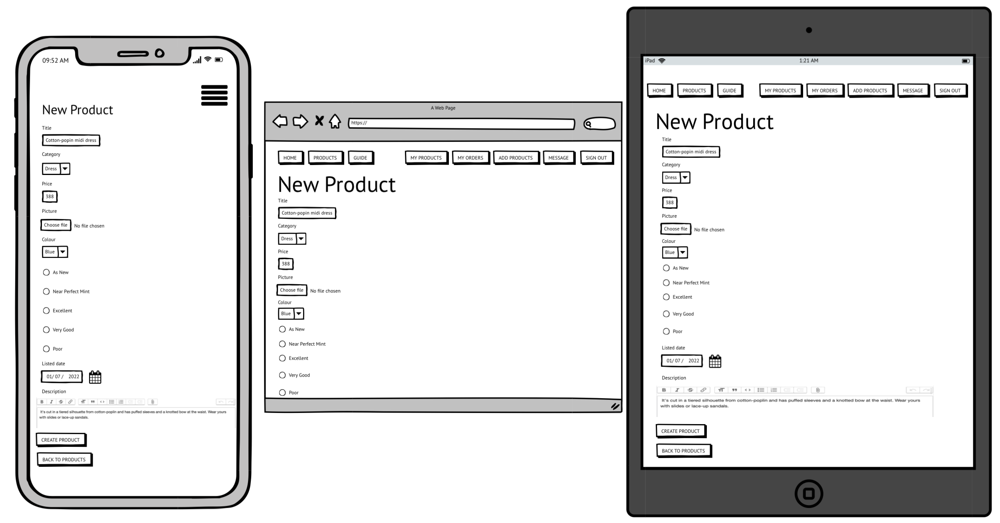 09:52 AM
New Product
Title
Cotton-popin midi dress
Category
Dress
Price
388
Picture
Choose file No file chosen
Colour
Blue
As New
Near Perfect Mint
Excellent
Very Good
Poor
Listed date
01/ 07 / 2022
Description
B I S
It's cut in a tiered silhouette from cotton-poplin and has puffed sleeves and a knotted bow at the waist. Wear yours
with slides or lace-up sandals.
CREATE PRODUCT
BACK TO PRODUCTS
A Web Page
https://
HOME PRODUCTS GUIDE MY PRODUCTS MY ORDERS ADD PRODUCTS MESSAGE SIGN OUT
New Product
Title
Cotton-popin midi dress
Category
Dress
Price
388
Picture
Choose file No file chosen
Colour
Blue
As New
Near Perfect Mint
Excellent
Very Good
Poor
iPad 1:21 AM
HOME PRODUCTS GUIDE MY PRODUCTS MY ORDERS ADD PRODUCTS MESSAGE SIGN OUT
New Product
Title
Cotton-popin midi dress
Category
Dress
Price
388
Picture
Choose file No file chosen
Colour
Blue
As New
Near Perfect Mint
Excellent
Very Good
Poor
Listed date
01/ 07 / 2022
Description
B I S
It's cut in a tiered silhouette from cotton-poplin and has puffed sleeves and a knotted bow at the waist. Wear yours
with slides or lace-up sandals.
CREATE PRODUCT
BACK TO PRODUCTS